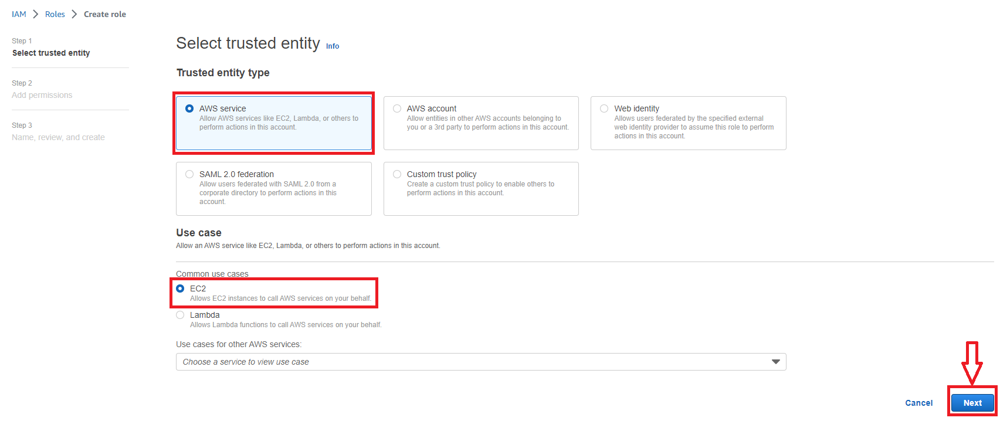 IAM > Roles > Create role
Step 1
Select trusted entity
Step 2
Add permissions
Step 3
Name, review, and create
Select trusted entity Info
Trusted entity type
AWS service
Allow AWS services like EC2, Lambda, or others to
perform actions in this account.
AWS account
Allow entities in other AWS accounts belonging to
you or a 3rd party to perform actions in this account.
Web identity
Allows users federated by the specified external
web identity provider to assume this role to perform
actions in this account.
SAML 2.0 federation
Allow users federated with SAML 2.0 from a
corporate directory to perform actions in this
account.
Custom trust policy
Create a custom trust policy to enable others to
perform actions in this account.
Use case
Allow an AWS service like EC2, Lambda, or others to perform actions in this account.
Common use cases
EC2
Allows EC2 instances to call AWS services on your behalf.
Lambda
Allows Lambda functions to call AWS services on your behalf.
Use cases for other AWS services:
Choose a service to view use case
Cancel
Next